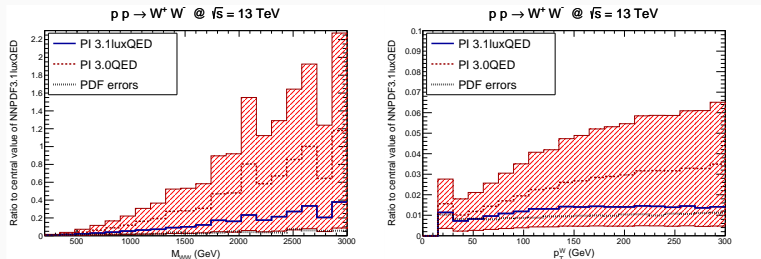 p p → W⁺ W⁻ @ √s = 13 TeV
Ratio to central value of NNPDF3.1luxQED
PI 3.1luxQED
PI 3.0QED
PDF errors
2.2
2
1.8
1.6
1.4
1.2
1
0.8
0.6
0.4
0.2
0
500 1000 1500 2000 2500 3000
M_WW (GeV)
p p → W⁺ W⁻ @ √s = 13 TeV
Ratio to central value of NNPDF3.1luxQED
PI 3.1luxQED
PI 3.0QED
PDF errors
0.1
0.09
0.08
0.07
0.06
0.05
0.04
0.03
0.02
0.01
0
0 50 100 150 200 250 300
p_T^W (GeV)